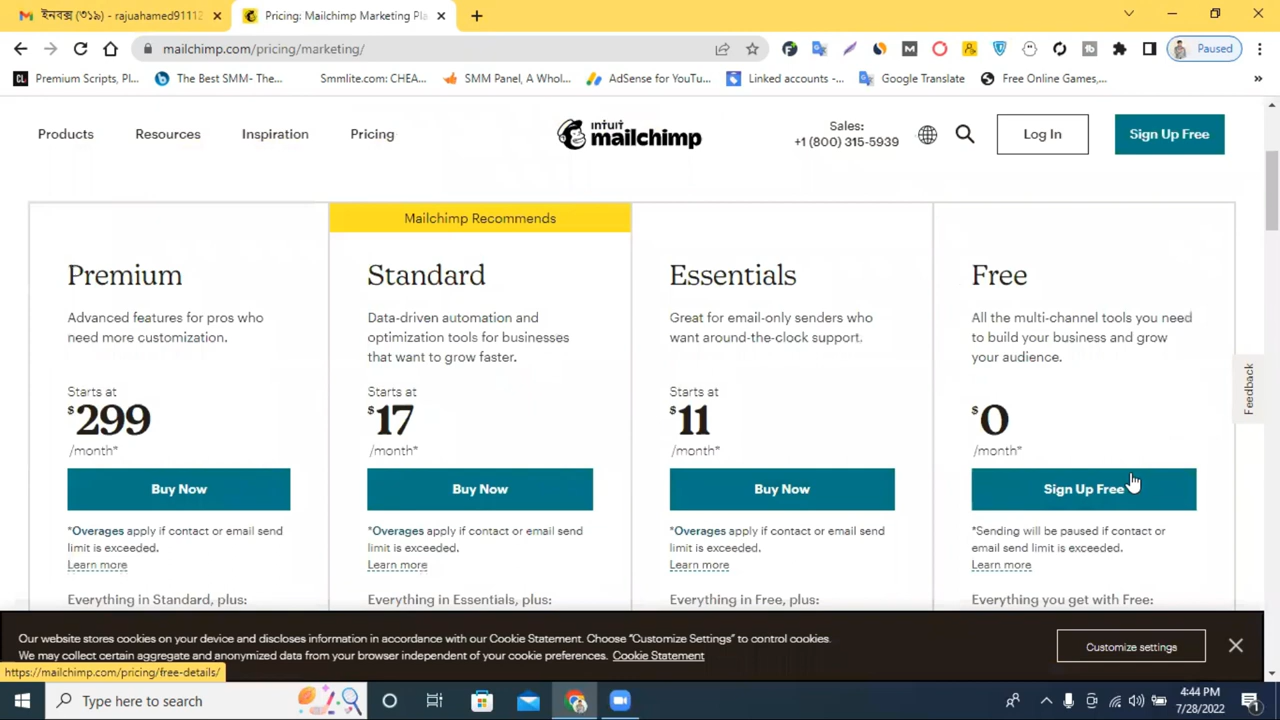 ইনবক্স (৩১৯) - rajuahamed91112
Pricing: Mailchimp Marketing Pla
mailchimp.com/pricing/marketing/
Paused
Premium Scripts, Pl...
The Best SMM- The...
Smmlite.com: CHEA...
SMM Panel, A Whol...
AdSense for YouTu...
Linked accounts -...
Google Translate
Free Online Games,...
Products
Resources
Inspiration
Pricing
INTUIT
mailchimp
Sales:
+1 (800) 315-5939
Log In
Sign Up Free
Mailchimp Recommends
Premium
Advanced features for pros who
need more customization.
Starts at
$299
/month*
Buy Now
*Overages apply if contact or email send
limit is exceeded.
Learn more
Everything in Standard, plus:
Standard
Data-driven automation and
optimization tools for businesses
that want to grow faster.
Starts at
$17
/month*
Buy Now
*Overages apply if contact or email send
limit is exceeded.
Learn more
Everything in Essentials, plus:
Essentials
Great for email-only senders who
want around-the-clock support.
Starts at
$11
/month*
Buy Now
*Overages apply if contact or email send
limit is exceeded.
Learn more
Everything in Free, plus:
Free
All the multi-channel tools you need
to build your business and grow
your audience.
$0
/month*
Sign Up Free
*Sending will be paused if contact or
email send limit is exceeded.
Learn more
Everything you get with Free:
Feedback
Our website stores cookies on your device and discloses information in accordance with our Cookie Statement. Choose "Customize Settings" to control cookies.
We may collect certain aggregate and anonymized data from your browser independent of your cookie preferences. Cookie Statement
Customize settings
https://mailchimp.com/pricing/free-details/
Type here to search
4:44 PM
7/28/2022